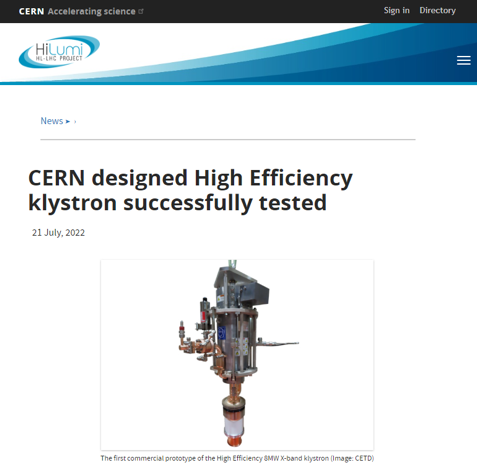 CERN Accelerating science
Sign in Directory
HiLumi
HL-LHC PROJECT
News
CERN designed High Efficiency
klystron successfully tested
21 July, 2022
The first commercial prototype of the High Efficiency 8MW X-band klystron (Image: CETD)